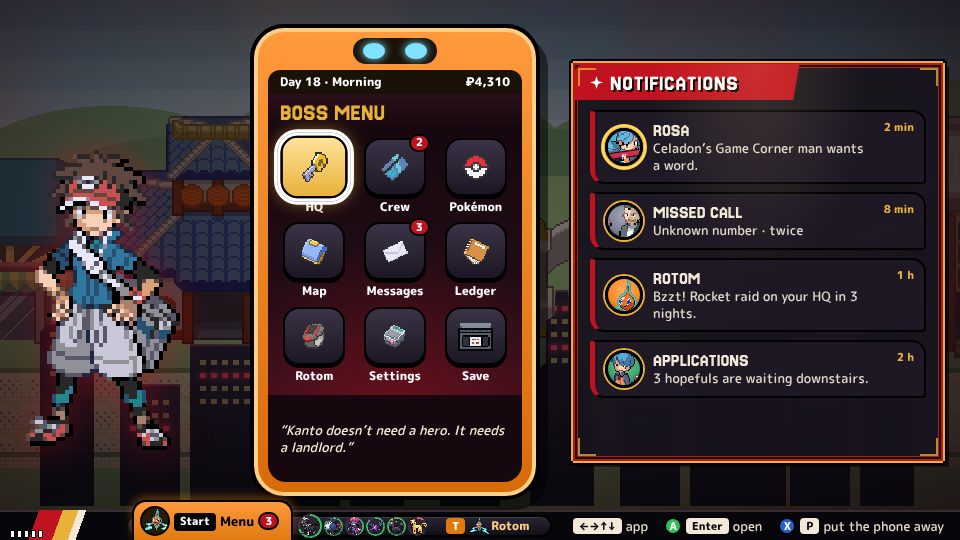 Day 18 · Morning
₽4,310
BOSS MENU
HQ
2
Crew
Pokémon
Map
3
Messages
Ledger
Rotom
Settings
Save
“Kanto doesn’t need a hero. It needs
a landlord.”
NOTIFICATIONS
ROSA
2 min
Celadon’s Game Corner man wants
a word.
MISSED CALL
8 min
Unknown number · twice
ROTOM
1 h
Bzzt! Rocket raid on your HQ in 3
nights.
APPLICATIONS
2 h
3 hopefuls are waiting downstairs.
Start Menu 3
T Rotom
←→↑↓ app
A Enter open
X P put the phone away